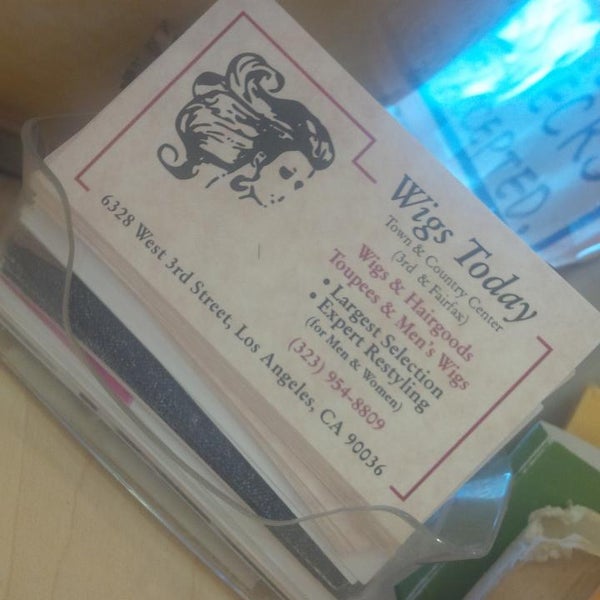 Wigs Today
Town & Country Center
(3rd & Fairfax)
Wigs & Hairgoods
Toupees & Men's Wigs
• Largest Selection
• Expert Restyling
(for Men & Women)
(323) 954-8809
6328 West 3rd Street, Los Angeles, CA 90036